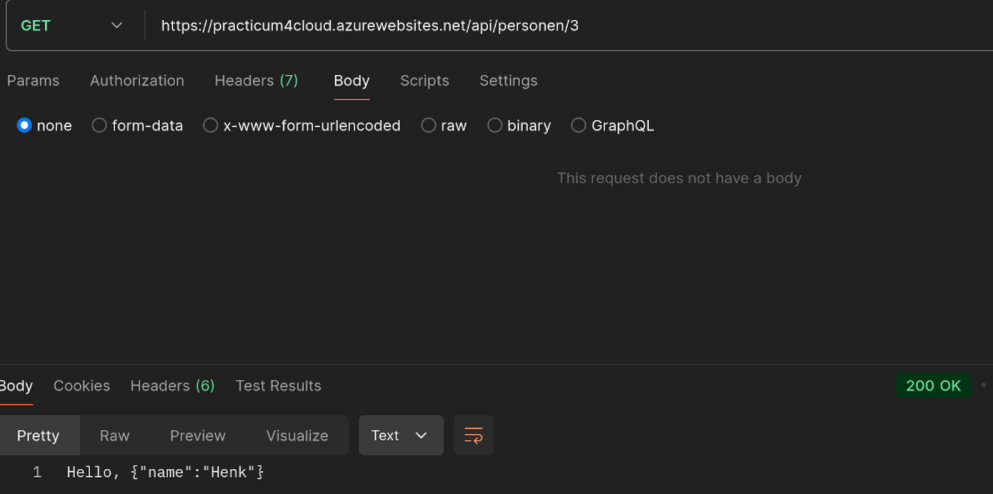 GET https://practicum4cloud.azurewebsites.net/api/personen/3
Params Authorization Headers (7) Body Scripts Settings
none form-data x-www-form-urlencoded raw binary GraphQL
This request does not have a body
Body Cookies Headers (6) Test Results 200 OK
Pretty Raw Preview Visualize Text
1 Hello, {"name":"Henk"}